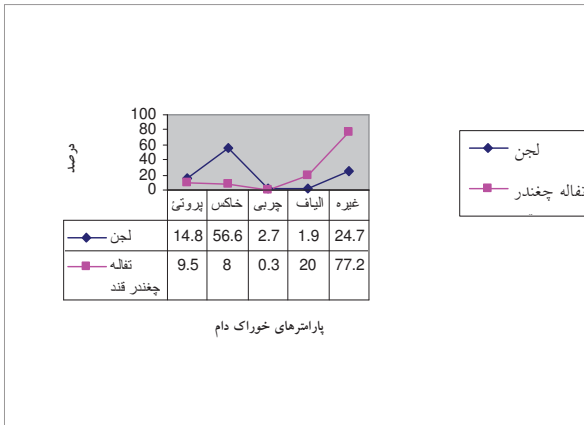 درصد
100
80
60
40
20
0
پروتئ خاکس چربی الیاف غیره
لجن 14.8 56.6 2.7 1.9 24.7
تفاله
چغندر قند 9.5 8 0.3 20 77.2
پارامترهای خوراک دام
لجن
تفاله چغندر